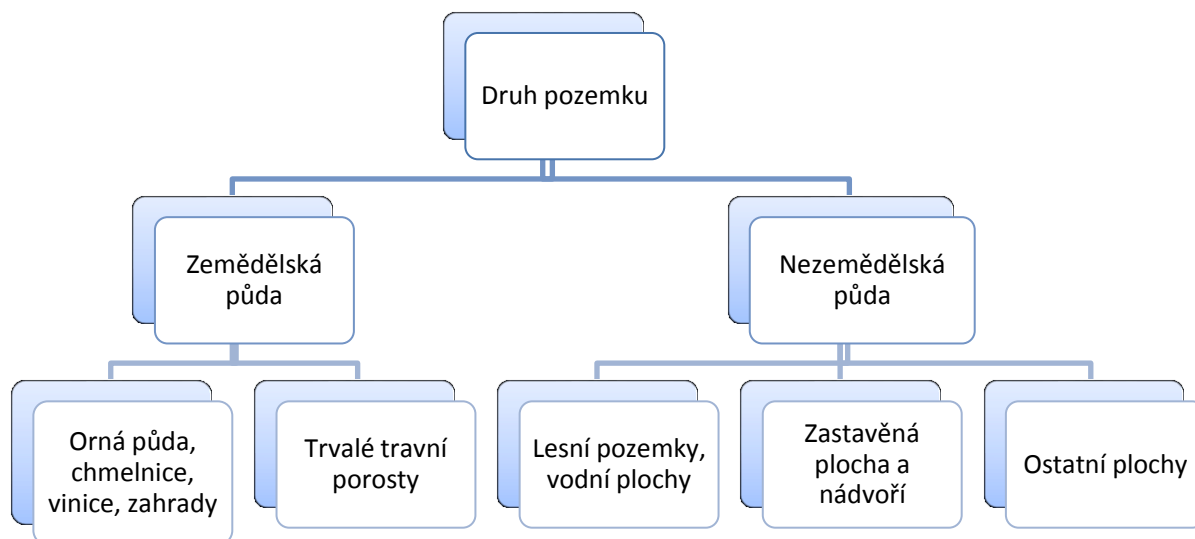 Druh pozemku
Zemědělská
půda
Nezemědělská
půda
Orná půda,
chmelnice,
vinice, zahrady
Trvalé travní
porosty
Lesní pozemky,
vodní plochy
Zastavěná
plocha a
nádvoří
Ostatní plochy